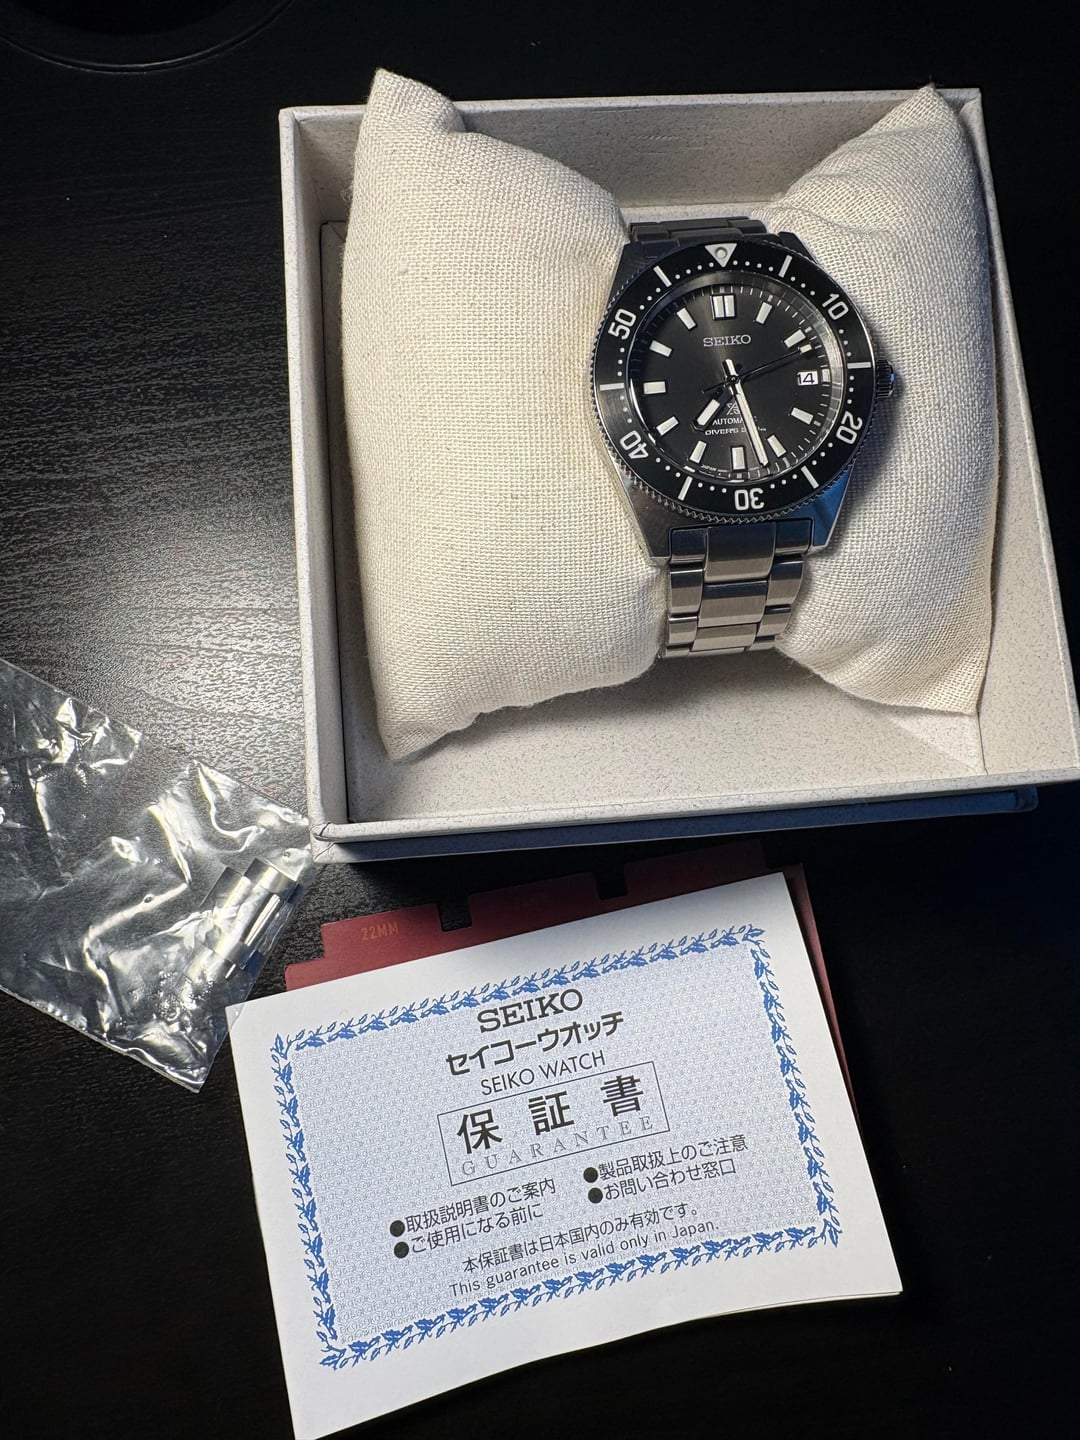 50
10
40
20
30
SEIKO
14
AUTOMATIC
DIVER'S
22MM
SEIKO
セイコーウオッチ
SEIKO WATCH
保証書
GUARANTEE
●取扱説明書のご案内
●ご使用になる前に
●製品取扱上のご注意
●お問い合わせ窓口
本保証書は日本国内のみ有効です。
This guarantee is valid only in Japan.